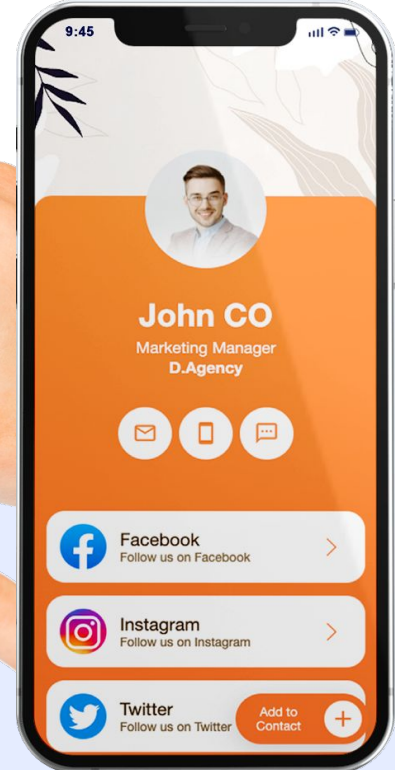 9:45
John CO
Marketing Manager
D.Agency
Facebook
Follow us on Facebook
Instagram
Follow us on Instagram
Twitter
Follow us on Twitter
Add to
Contact